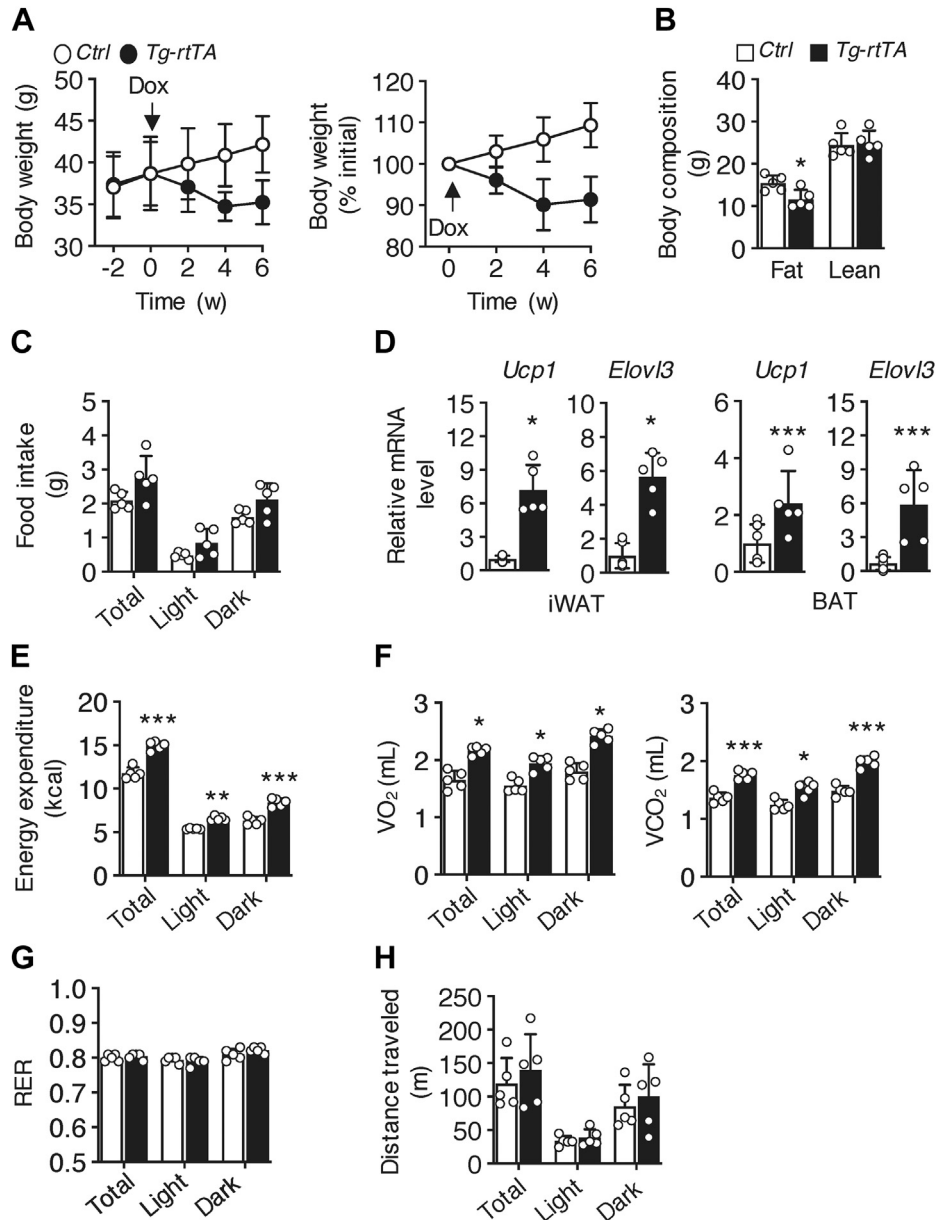 A
Ctrl Tg-rtTA
Body weight (g)
50
45
40
35
30
Dox
-2 0 2 4 6
Time (w)
Body weight
(% initial)
120
110
100
90
80
Dox
0 2 4 6
Time (w)
B
Ctrl Tg-rtTA
Body composition
(g)
40
30
20
10
0
*
Fat Lean
C
Food intake
(g)
5
4
3
2
1
0
Total Light Dark
D
Relative mRNA
level
Ucp1
15
12
9
6
3
0
*
Elovl3
10
8
6
4
2
0
*
iWAT
Ucp1
6
4
2
0
***
Elovl3
15
12
9
6
3
0
***
BAT
E
Energy expenditure
(kcal)
20
15
10
5
0
*** ** ***
Total Light Dark
F
VO₂ (mL)
3
2
1
0
* * *
Total Light Dark
VCO₂ (mL)
3
2
1
0
*** * ***
Total Light Dark
G
RER
1.0
0.9
0.8
0.7
0.6
0.5
Total Light Dark
H
Distance traveled
(m)
250
200
150
100
50
0
Total Light Dark